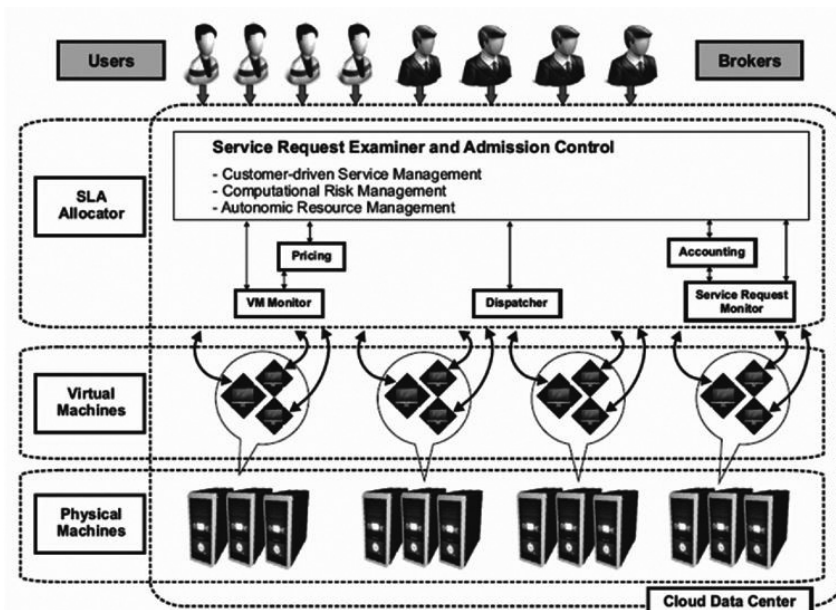 Users
Brokers
Service Request Examiner and Admission Control
- Customer-driven Service Management
- Computational Risk Management
- Autonomic Resource Management
SLA
Allocator
Pricing
Accounting
VM Monitor
Dispatcher
Service Request
Monitor
Virtual
Machines
Physical
Machines
Cloud Data Center